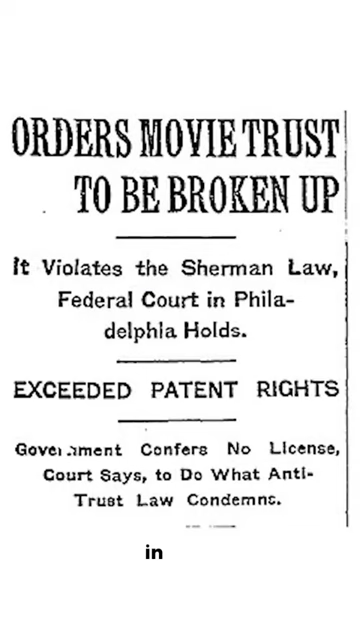 ORDERS MOVIE TRUST
TO BE BROKEN UP
It Violates the Sherman Law,
Federal Court in Phila-
delphia Holds.
EXCEEDED PATENT RIGHTS
Government Confers No License,
Court Says, to Do What Anti-
Trust Law Condemns.
in